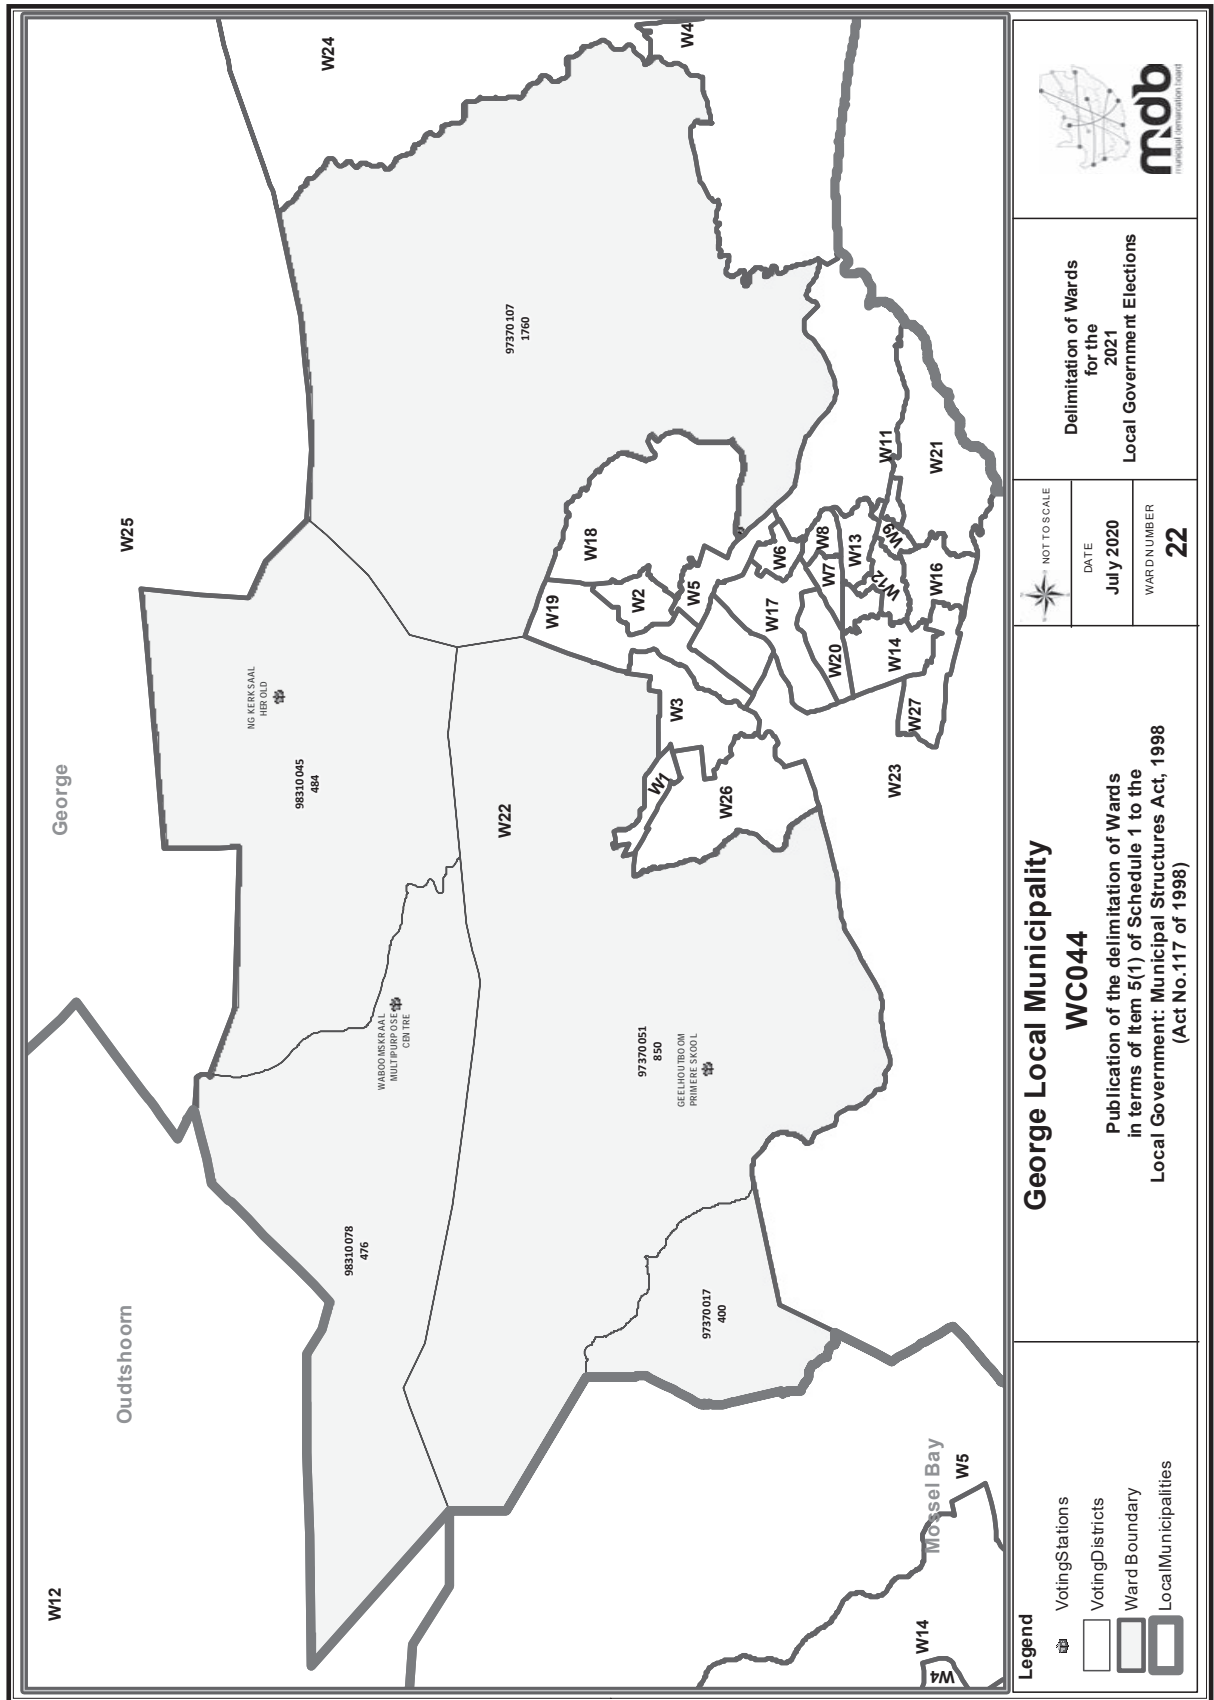 W24
W4
W25
97370107
1760
George
NG KERKSAAL
HEROLD
98310045
484
W18
W11
W21
W19
W2
W5
W6
W8
W7
W13
W9
W12
W16
W17
W20
W14
W27
W3
W1
W26
W23
W22
WABOOMSKRAAL
MULTIPURPOSE
CENTRE
97370051
850
GEELHOUTBOOM
PRIMERE SKOOL
98310078
476
97370017
400
Oudtshoorn
W12
Mossel Bay
W5
W14
W4
Legend
VotingStations
VotingDistricts
Ward Boundary
LocalMunicipalities
George Local Municipality
WC044
Publication of the delimitation of Wards
in terms of Item 5(1) of Schedule 1 to the
Local Government: Municipal Structures Act, 1998
(Act No.117 of 1998)
NOT TO SCALE
DATE
July 2020
WARD NUMBER
22
Delimitation of Wards
for the
2021
Local Government Elections
mdb
municipal demarcation board